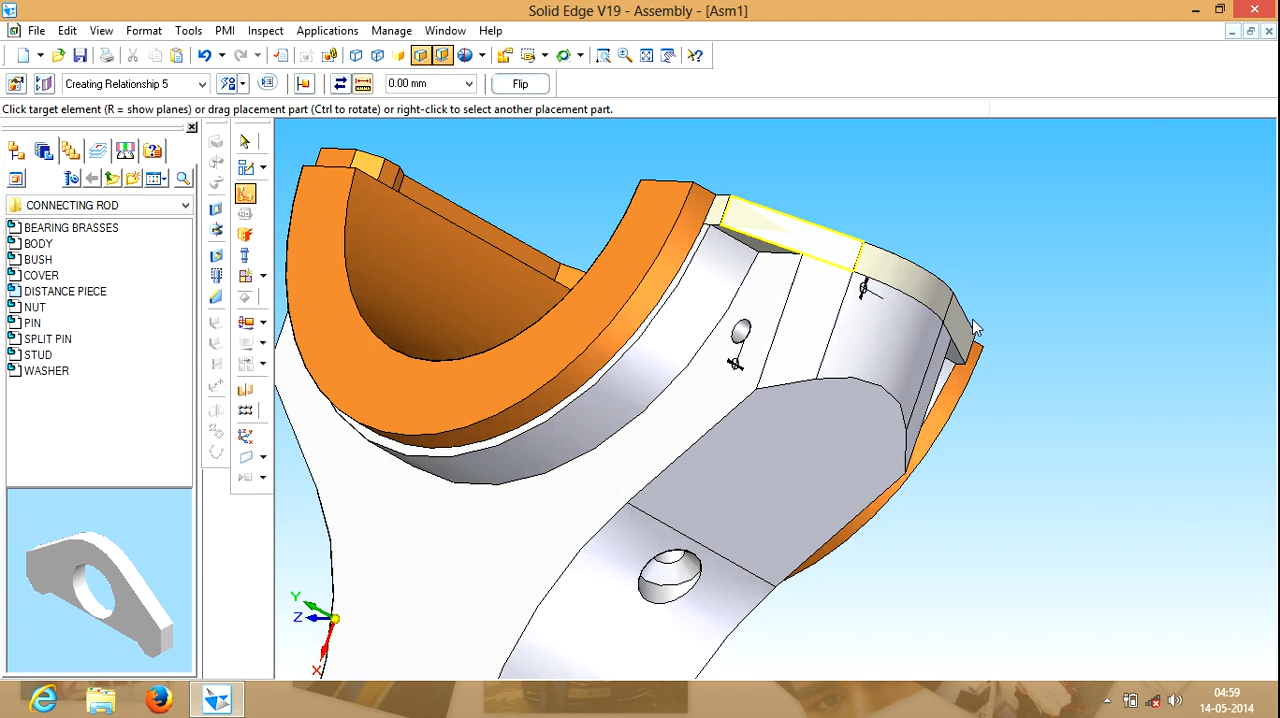 Solid Edge V19 - Assembly - [Asm1]
File Edit View Format Tools PMI Inspect Applications Manage Window Help
Creating Relationship 5 0.00 mm Flip
Click target element (R = show planes) or drag placement part (Ctrl to rotate) or right-click to select another placement part.
CONNECTING ROD
BEARING BRASSES
BODY
BUSH
COVER
DISTANCE PIECE
NUT
PIN
SPLIT PIN
STUD
WASHER
Y
Z
X
04:59
14-05-2014